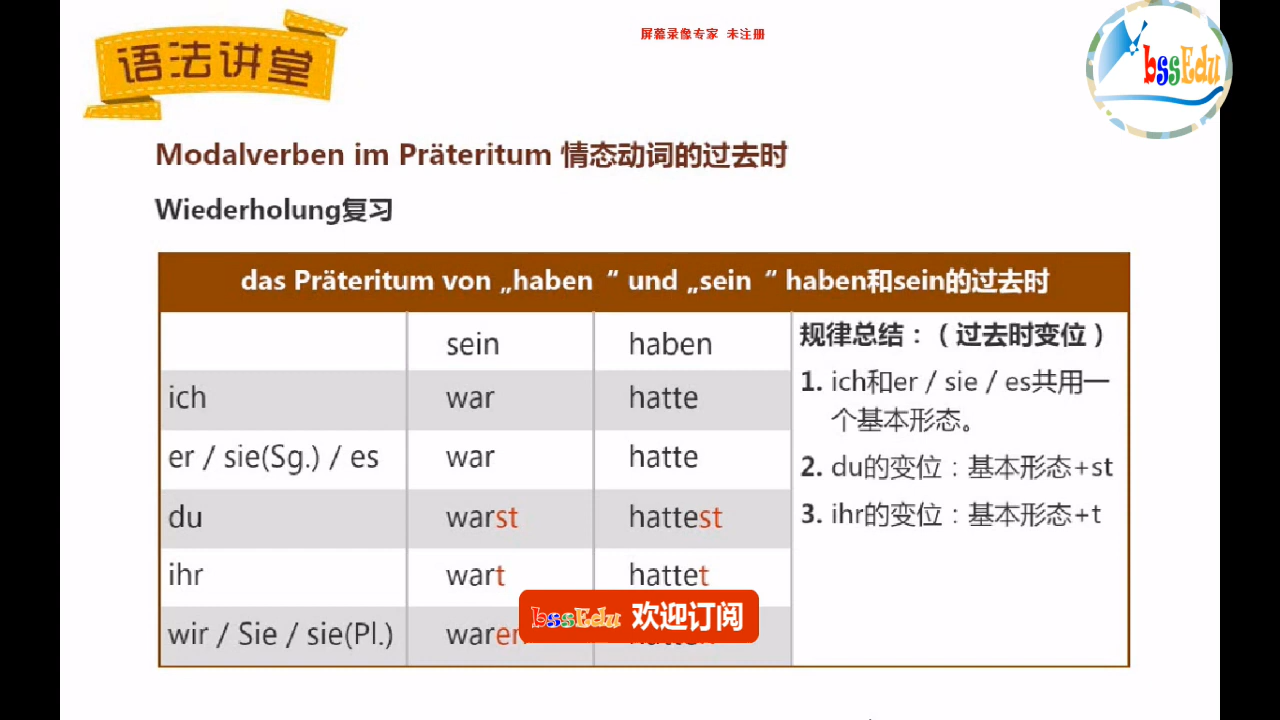 屏幕录像专家 未注册
语法讲堂
bssEdu
Modalverben im Präteritum 情态动词的过去时
Wiederholung复习
das Präteritum von „haben “ und „sein “ haben和sein的过去时
sein haben
ich war hatte
er / sie(Sg.) / es war hatte
du warst hattest
ihr wart hattet
wir / Sie / sie(Pl.) waren
规律总结：（过去时变位）
1. ich和er / sie / es共用一
个基本形态。
2. du的变位：基本形态+st
3. ihr的变位：基本形态+t
bssEdu 欢迎订阅